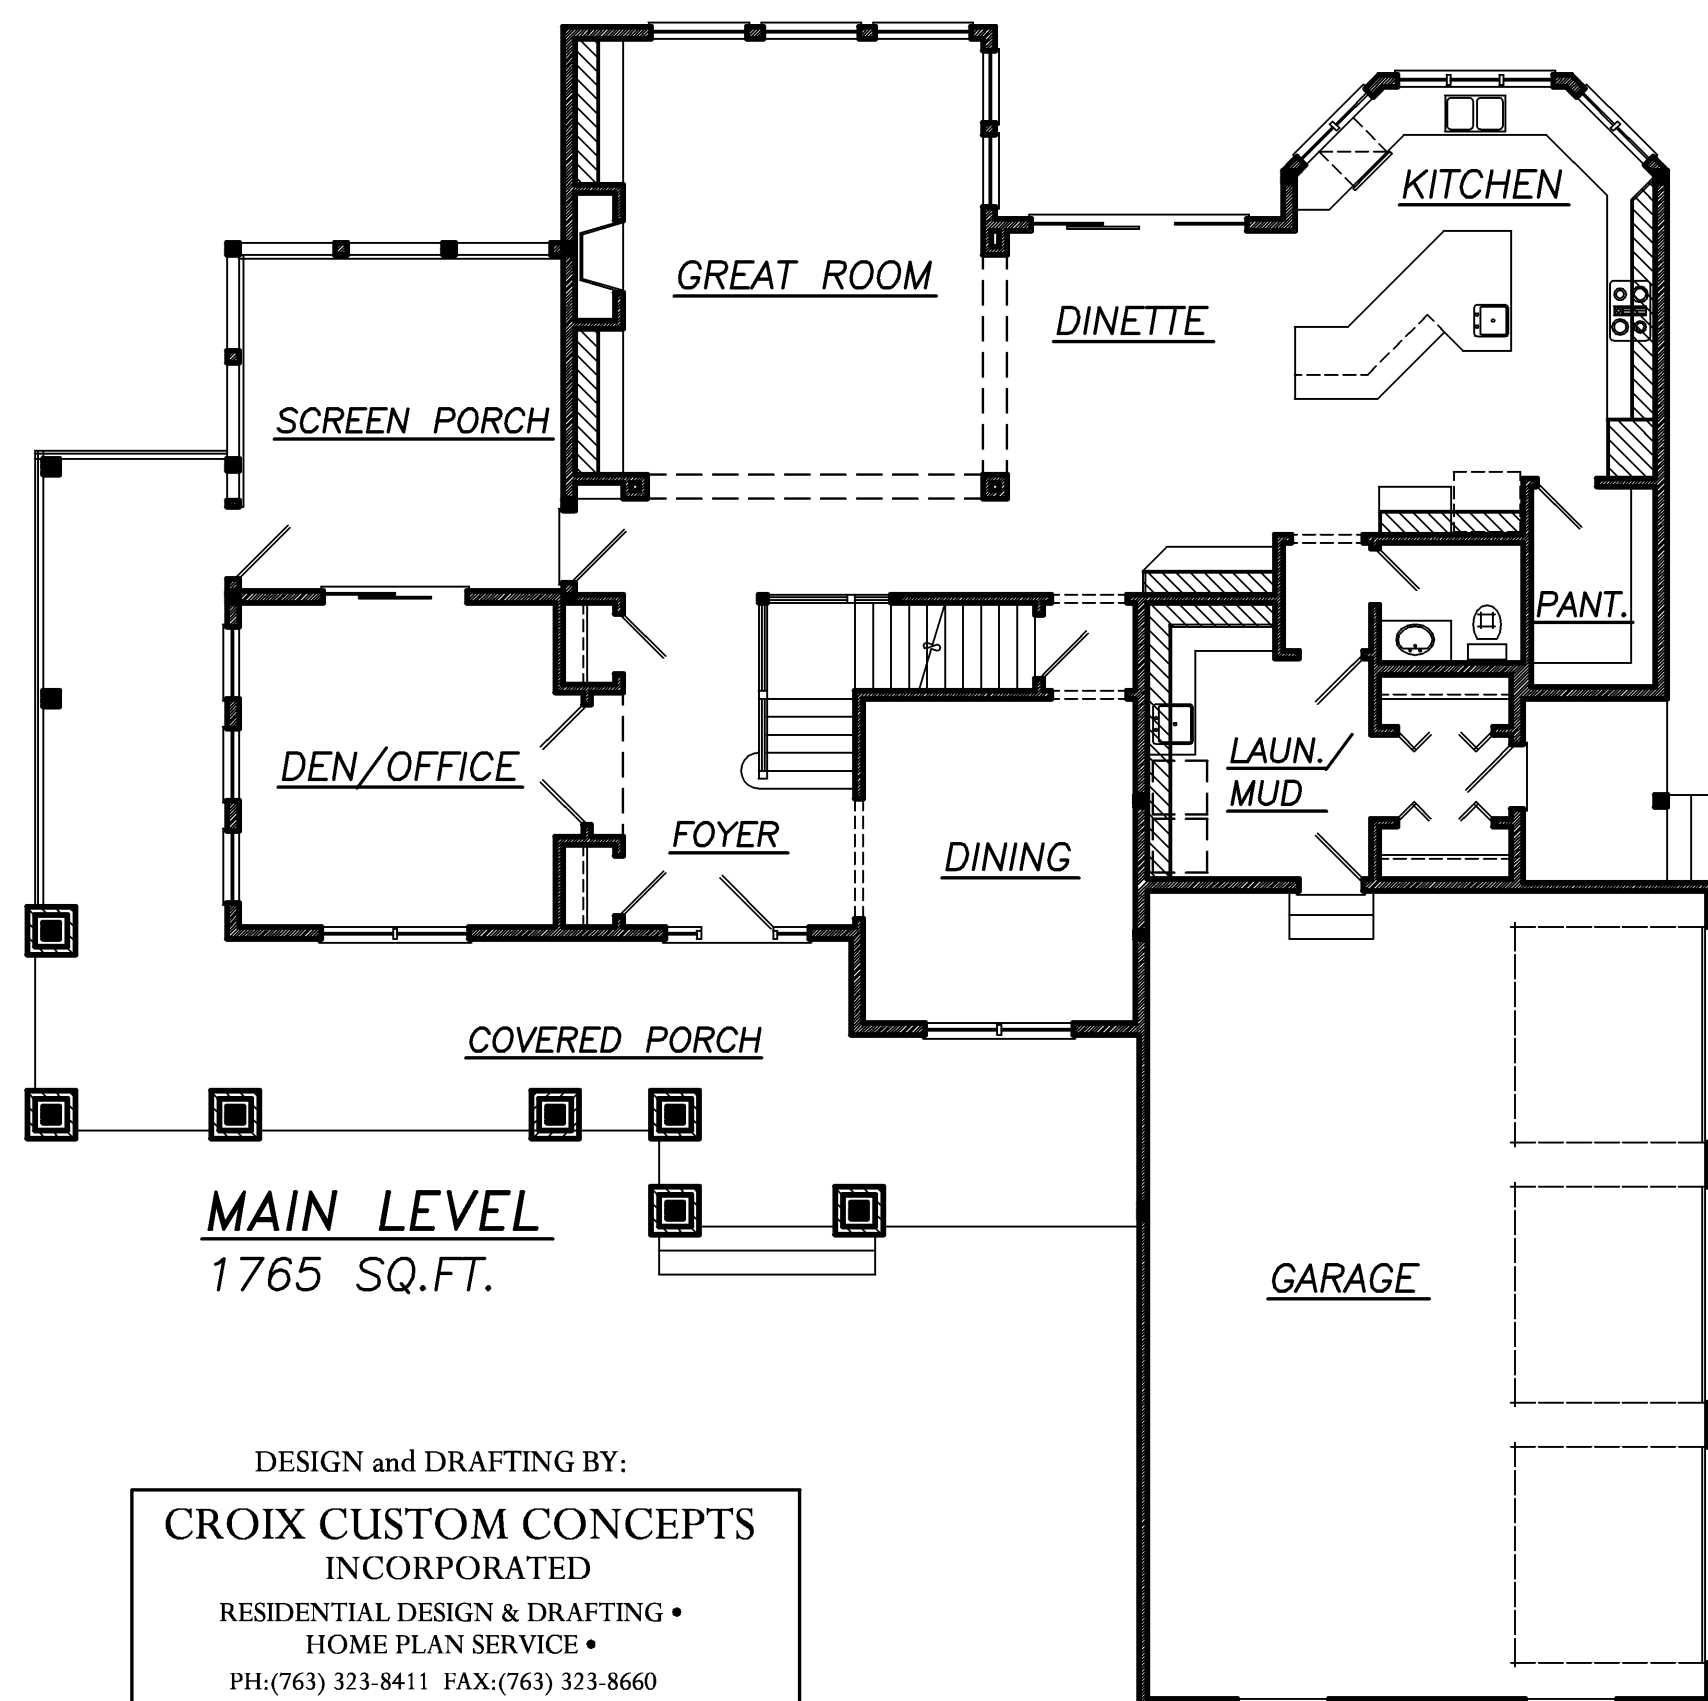 KITCHEN
GREAT ROOM
DINETTE
SCREEN PORCH
PANT.
DEN/OFFICE
LAUN./
MUD
FOYER
DINING
COVERED PORCH
MAIN LEVEL
1765 SQ.FT.
GARAGE
DESIGN and DRAFTING BY:
CROIX CUSTOM CONCEPTS
INCORPORATED
RESIDENTIAL DESIGN & DRAFTING •
HOME PLAN SERVICE •
PH:(763) 323-8411 FAX:(763) 323-8660